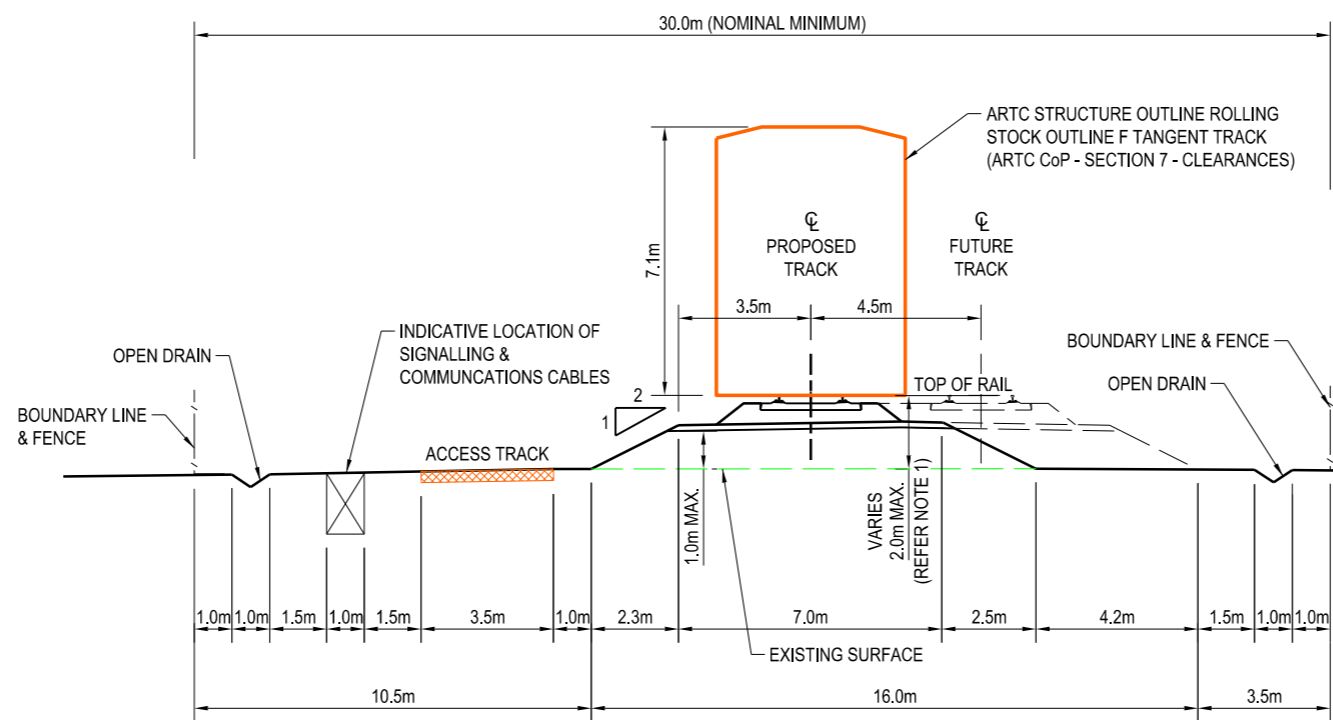 30.0m (NOMINAL MINIMUM)
ARTC STRUCTURE OUTLINE ROLLING
STOCK OUTLINE F TANGENT TRACK
(ARTC CoP - SECTION 7 - CLEARANCES)
7.1m
℄
PROPOSED
TRACK
℄
FUTURE
TRACK
3.5m
4.5m
INDICATIVE LOCATION OF
SIGNALLING &
COMMUNCATIONS CABLES
OPEN DRAIN
BOUNDARY LINE
& FENCE
BOUNDARY LINE & FENCE
OPEN DRAIN
TOP OF RAIL
2
1
ACCESS TRACK
1.0m MAX.
VARIES
2.0m MAX.
(REFER NOTE 1)
1.0m
1.0m
1.5m
1.0m
1.5m
3.5m
1.0m
2.3m
7.0m
2.5m
4.2m
1.5m
1.0m
1.0m
EXISTING SURFACE
10.5m
16.0m
3.5m